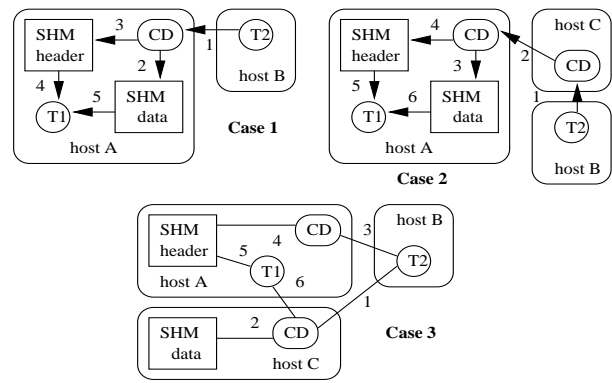 SHM
header
3
CD
1
T2
2
4
5
T1
SHM
data
host B
host A
Case 1
SHM
header
4
CD
2
host C
CD
3
5
6
T1
SHM
data
1
T2
host A
host B
Case 2
SHM
header
4
CD
3
host B
T2
5
T1
host A
6
1
SHM
data
2
CD
host C
Case 3